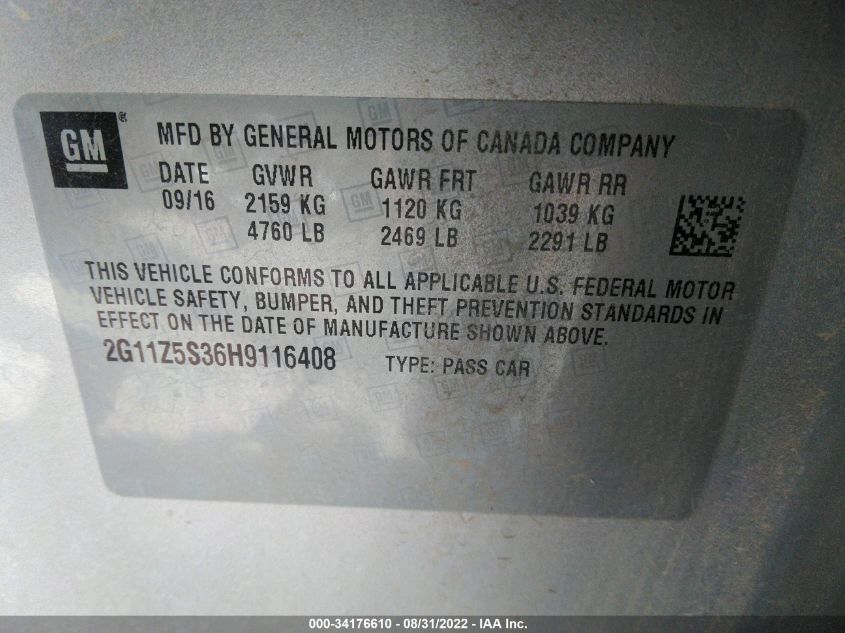 GM®
MFD BY GENERAL MOTORS OF CANADA COMPANY
DATE GVWR GAWR FRT GAWR RR
09/16 2159 KG 1120 KG 1039 KG
4760 LB 2469 LB 2291 LB
THIS VEHICLE CONFORMS TO ALL APPLICABLE U.S. FEDERAL MOTOR
VEHICLE SAFETY, BUMPER, AND THEFT PREVENTION STANDARDS IN
EFFECT ON THE DATE OF MANUFACTURE SHOWN ABOVE.
2G11Z5S36H9116408 TYPE: PASS CAR
000-34176610 - 08/31/2022 - IAA Inc.